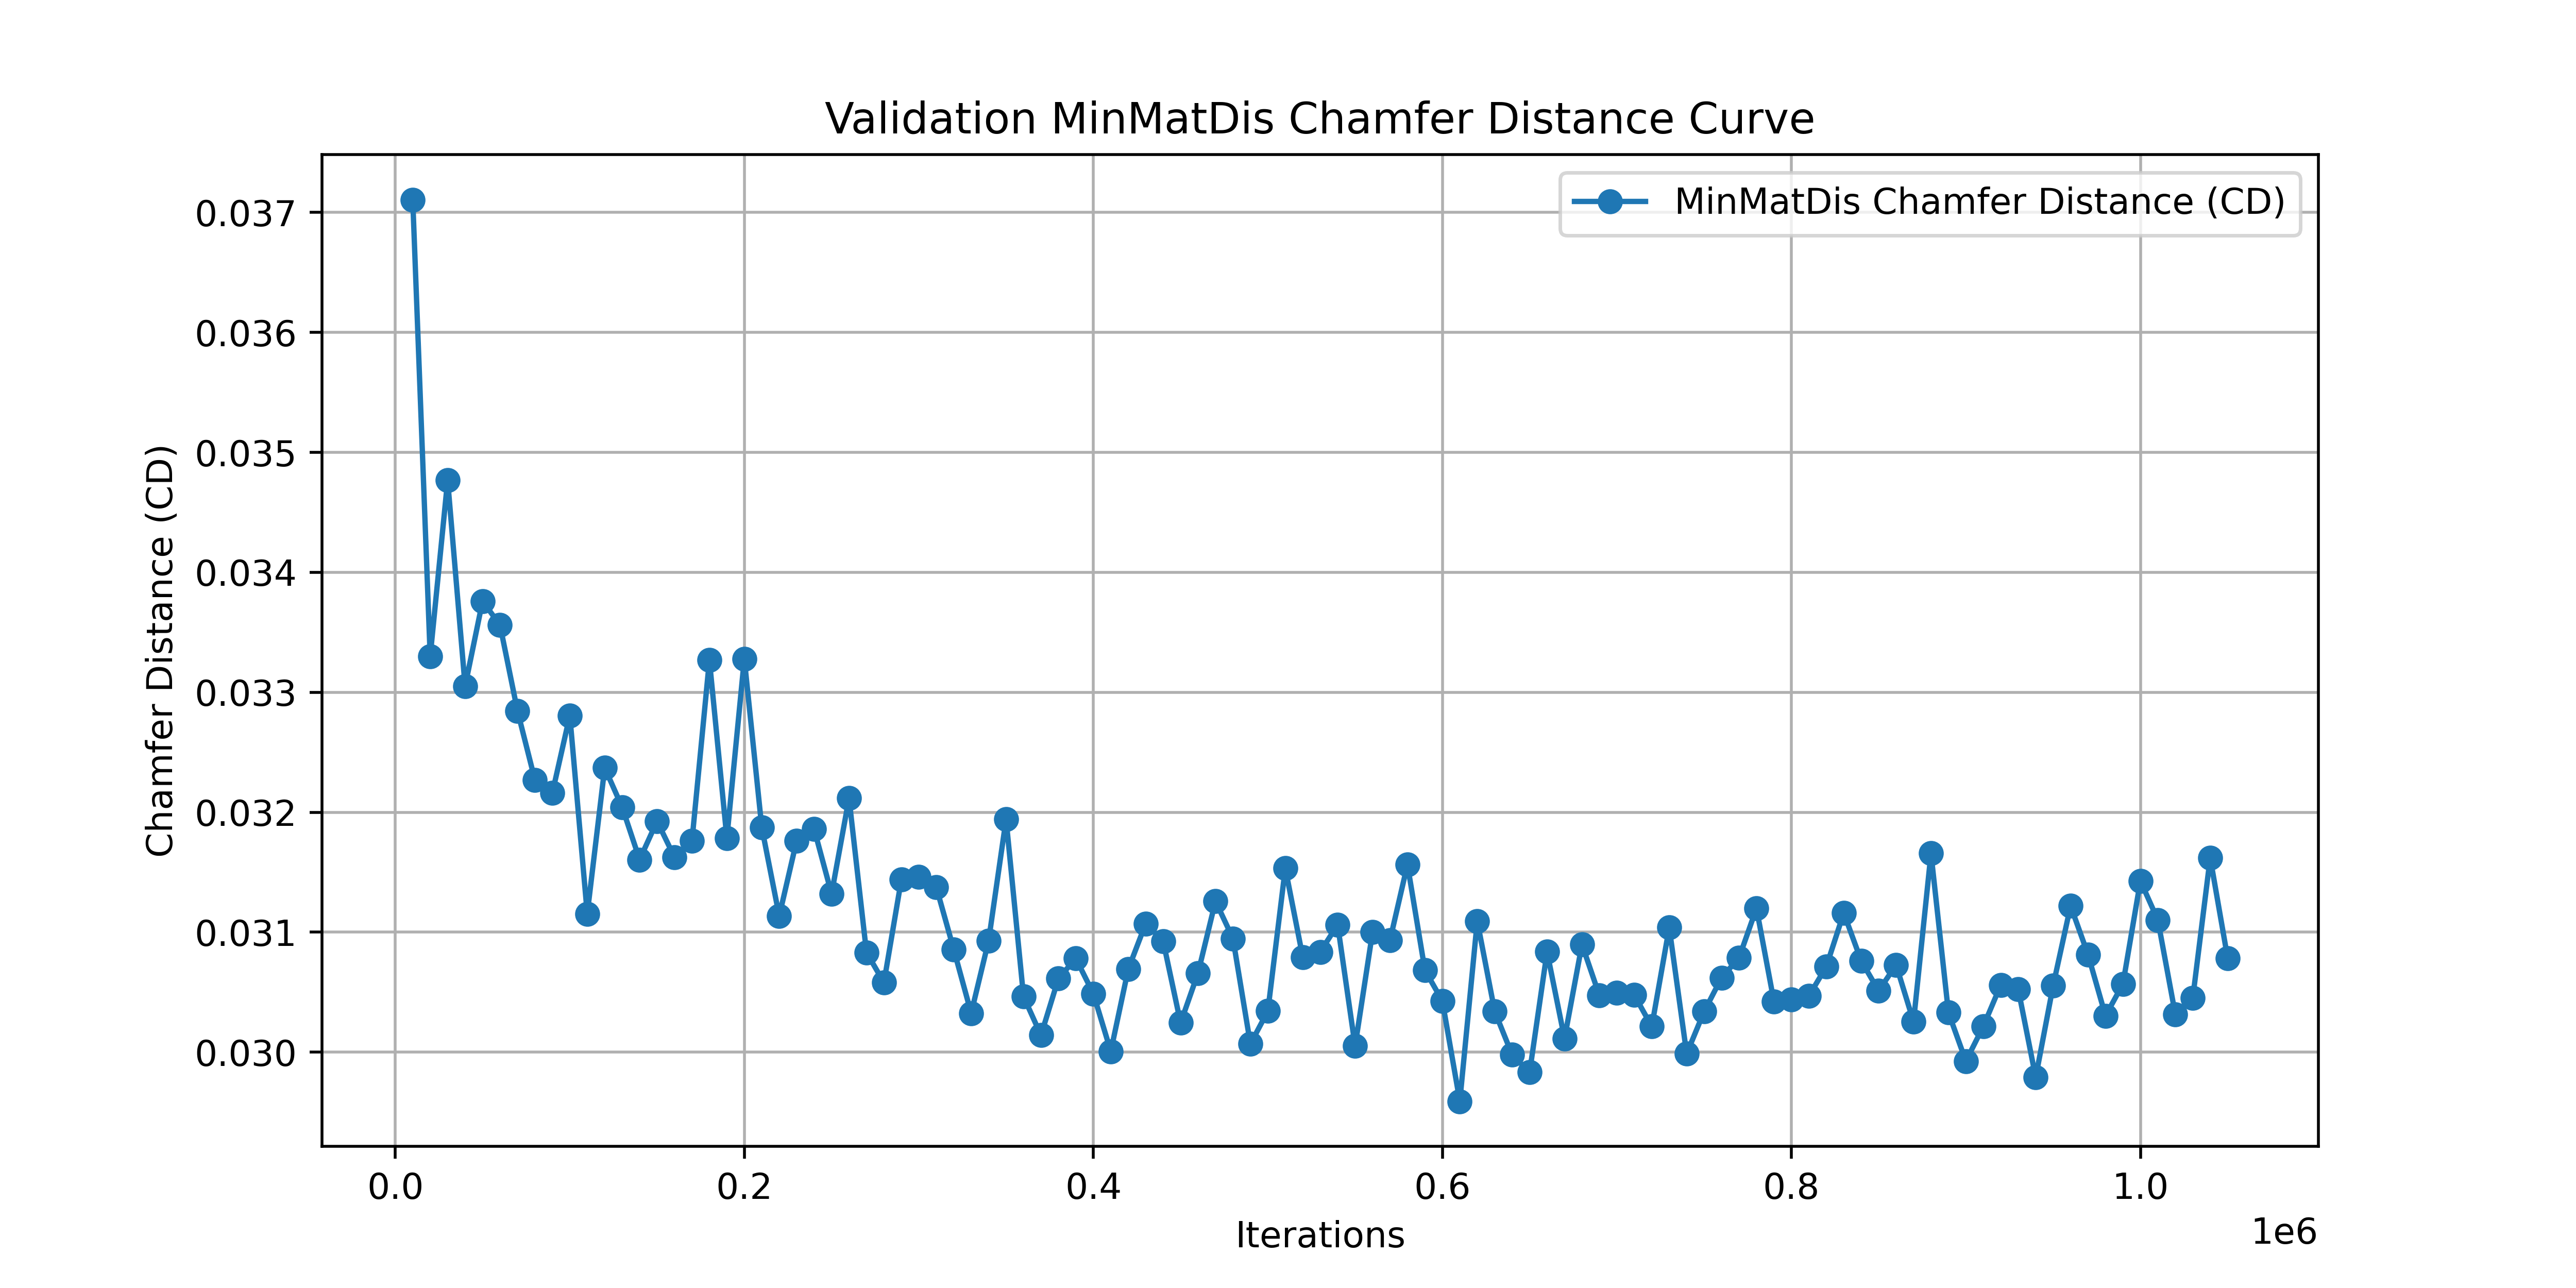 Validation MinMatDis Chamfer Distance Curve
MinMatDis Chamfer Distance (CD)
Chamfer Distance (CD)
0.037
0.036
0.035
0.034
0.033
0.032
0.031
0.030
0.0 0.2 0.4 0.6 0.8 1.0
1e6
Iterations